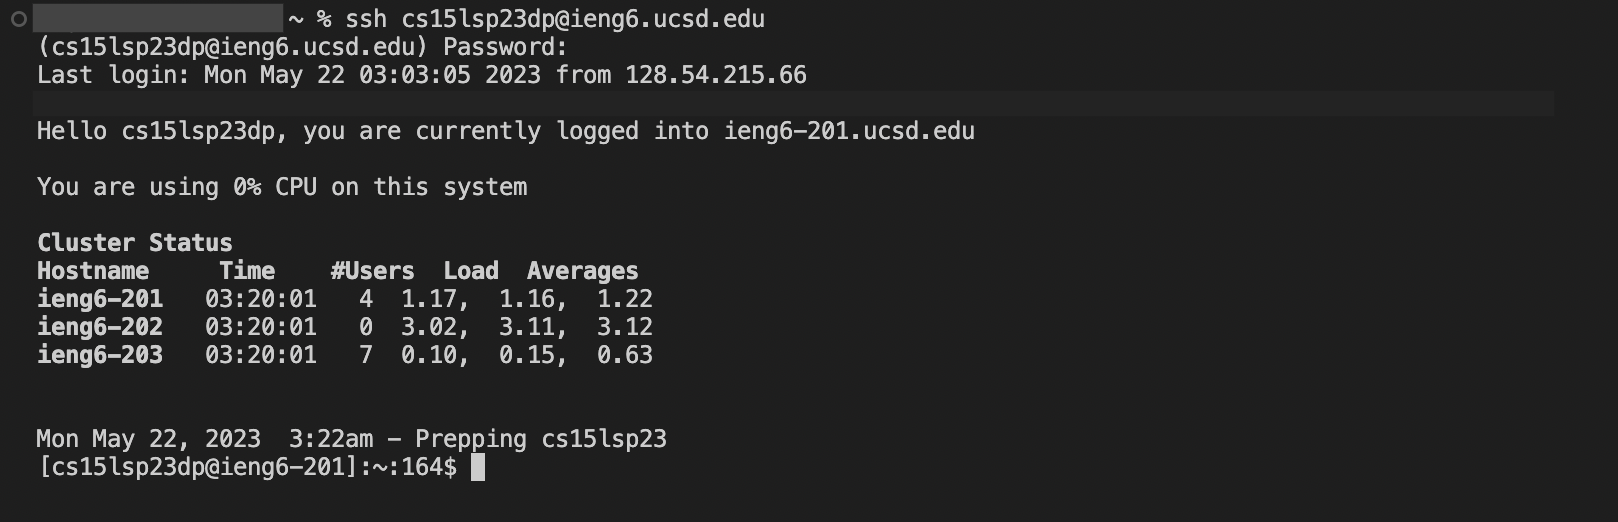 ~ % ssh cs15lsp23dp@ieng6.ucsd.edu
(cs15lsp23dp@ieng6.ucsd.edu) Password:
Last login: Mon May 22 03:03:05 2023 from 128.54.215.66
Hello cs15lsp23dp, you are currently logged into ieng6-201.ucsd.edu
You are using 0% CPU on this system
Cluster Status
Hostname     Time    #Users  Load  Averages
ieng6-201   03:20:01   4  1.17,  1.16,  1.22
ieng6-202   03:20:01   0  3.02,  3.11,  3.12
ieng6-203   03:20:01   7  0.10,  0.15,  0.63
Mon May 22, 2023  3:22am - Prepping cs15lsp23
[cs15lsp23dp@ieng6-201]:~:164$